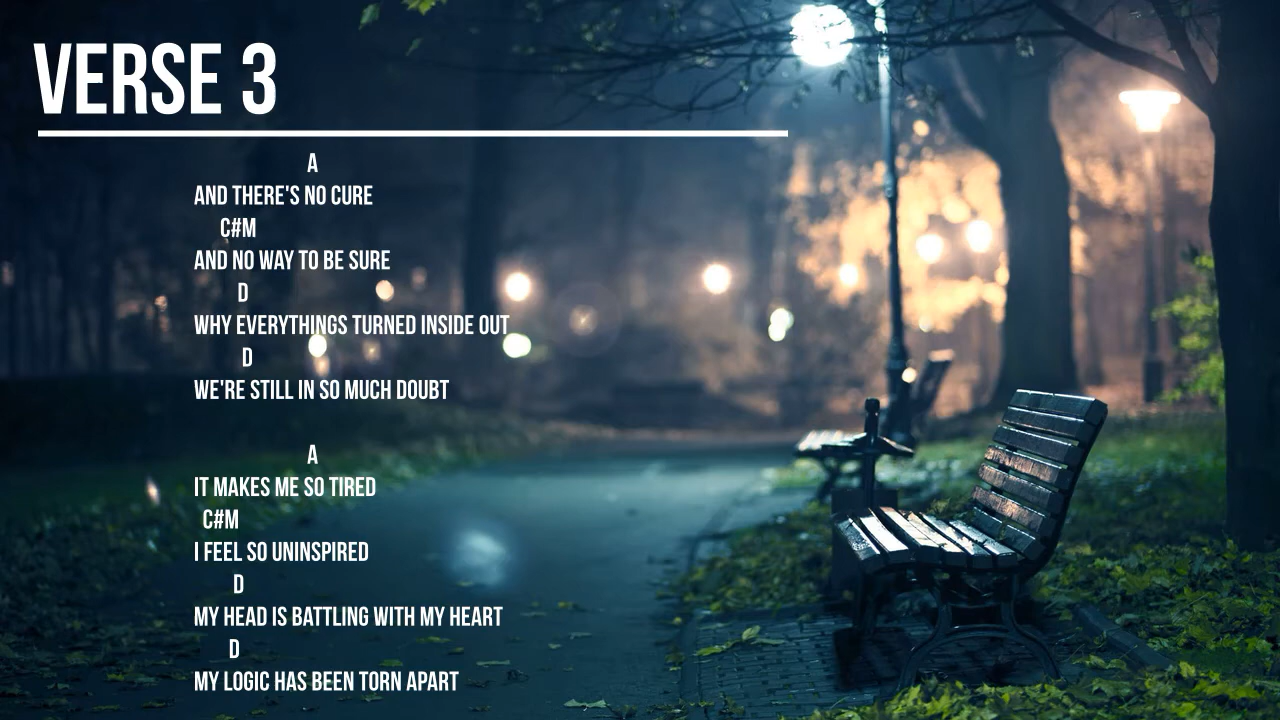 VERSE 3
A
AND THERE'S NO CURE
C#M
AND NO WAY TO BE SURE
D
WHY EVERYTHINGS TURNED INSIDE OUT
D
WE'RE STILL IN SO MUCH DOUBT
A
IT MAKES ME SO TIRED
C#M
I FEEL SO UNINSPIRED
D
MY HEAD IS BATTLING WITH MY HEART
D
MY LOGIC HAS BEEN TORN APART